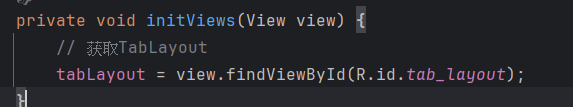 private void initViews(View view) {
// 获取TabLayout
tabLayout = view.findViewById(R.id.tab_layout);
}